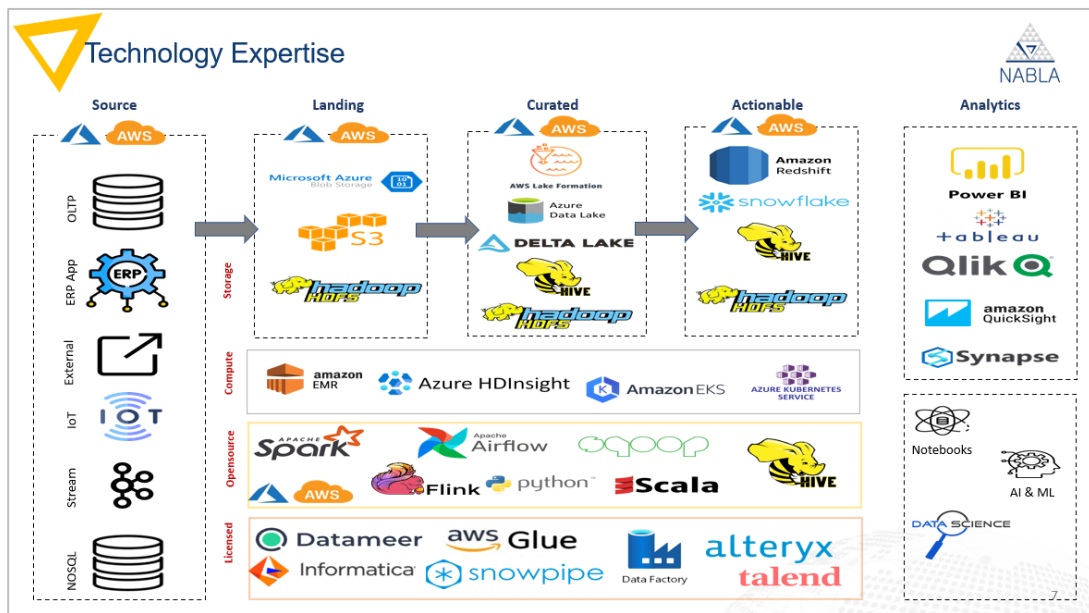 Technology Expertise
NABLA
Source
Landing
Curated
Actionable
Analytics
AWS
AWS
AWS
AWS
OLTP
ERP App
ERP
External
IoT
IOT
Stream
NOSQL
Storage
Microsoft Azure
Blob Storage
10
01
S3
hadoop
HDFS
AWS Lake Formation
Azure
Data Lake
DELTA LAKE
HIVE
hadoop
HDFS
Amazon
Redshift
snowflake
HIVE
hadoop
HDFS
Power BI
+ableau
Qlik Q
amazon
QuickSight
Synapse
Compute
amazon
EMR
Azure HDInsight
K
Amazon EKS
AZURE KUBERNETES
SERVICE
Opensource
APACHE
Spark
Apache
Airflow
sqoop
HIVE
AWS
Flink
python™
Scala
Licensed
Datameer
aws Glue
Data Factory
alteryx
Informatica
snowpipe
talend
Notebooks
AI & ML
DATA SCIENCE
7